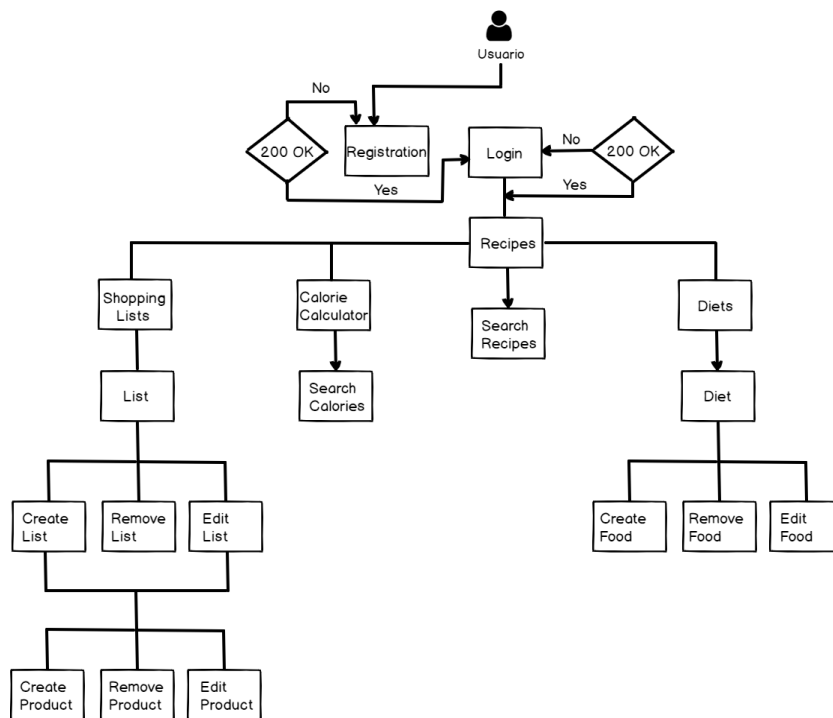 Usuario
No
200 OK
Registration
Login
No
200 OK
Yes
Yes
Recipes
Shopping
Lists
Calorie
Calculator
Search
Recipes
Diets
List
Search
Calories
Diet
Create
List
Remove
List
Edit
List
Create
Food
Remove
Food
Edit
Food
Create
Product
Remove
Product
Edit
Product